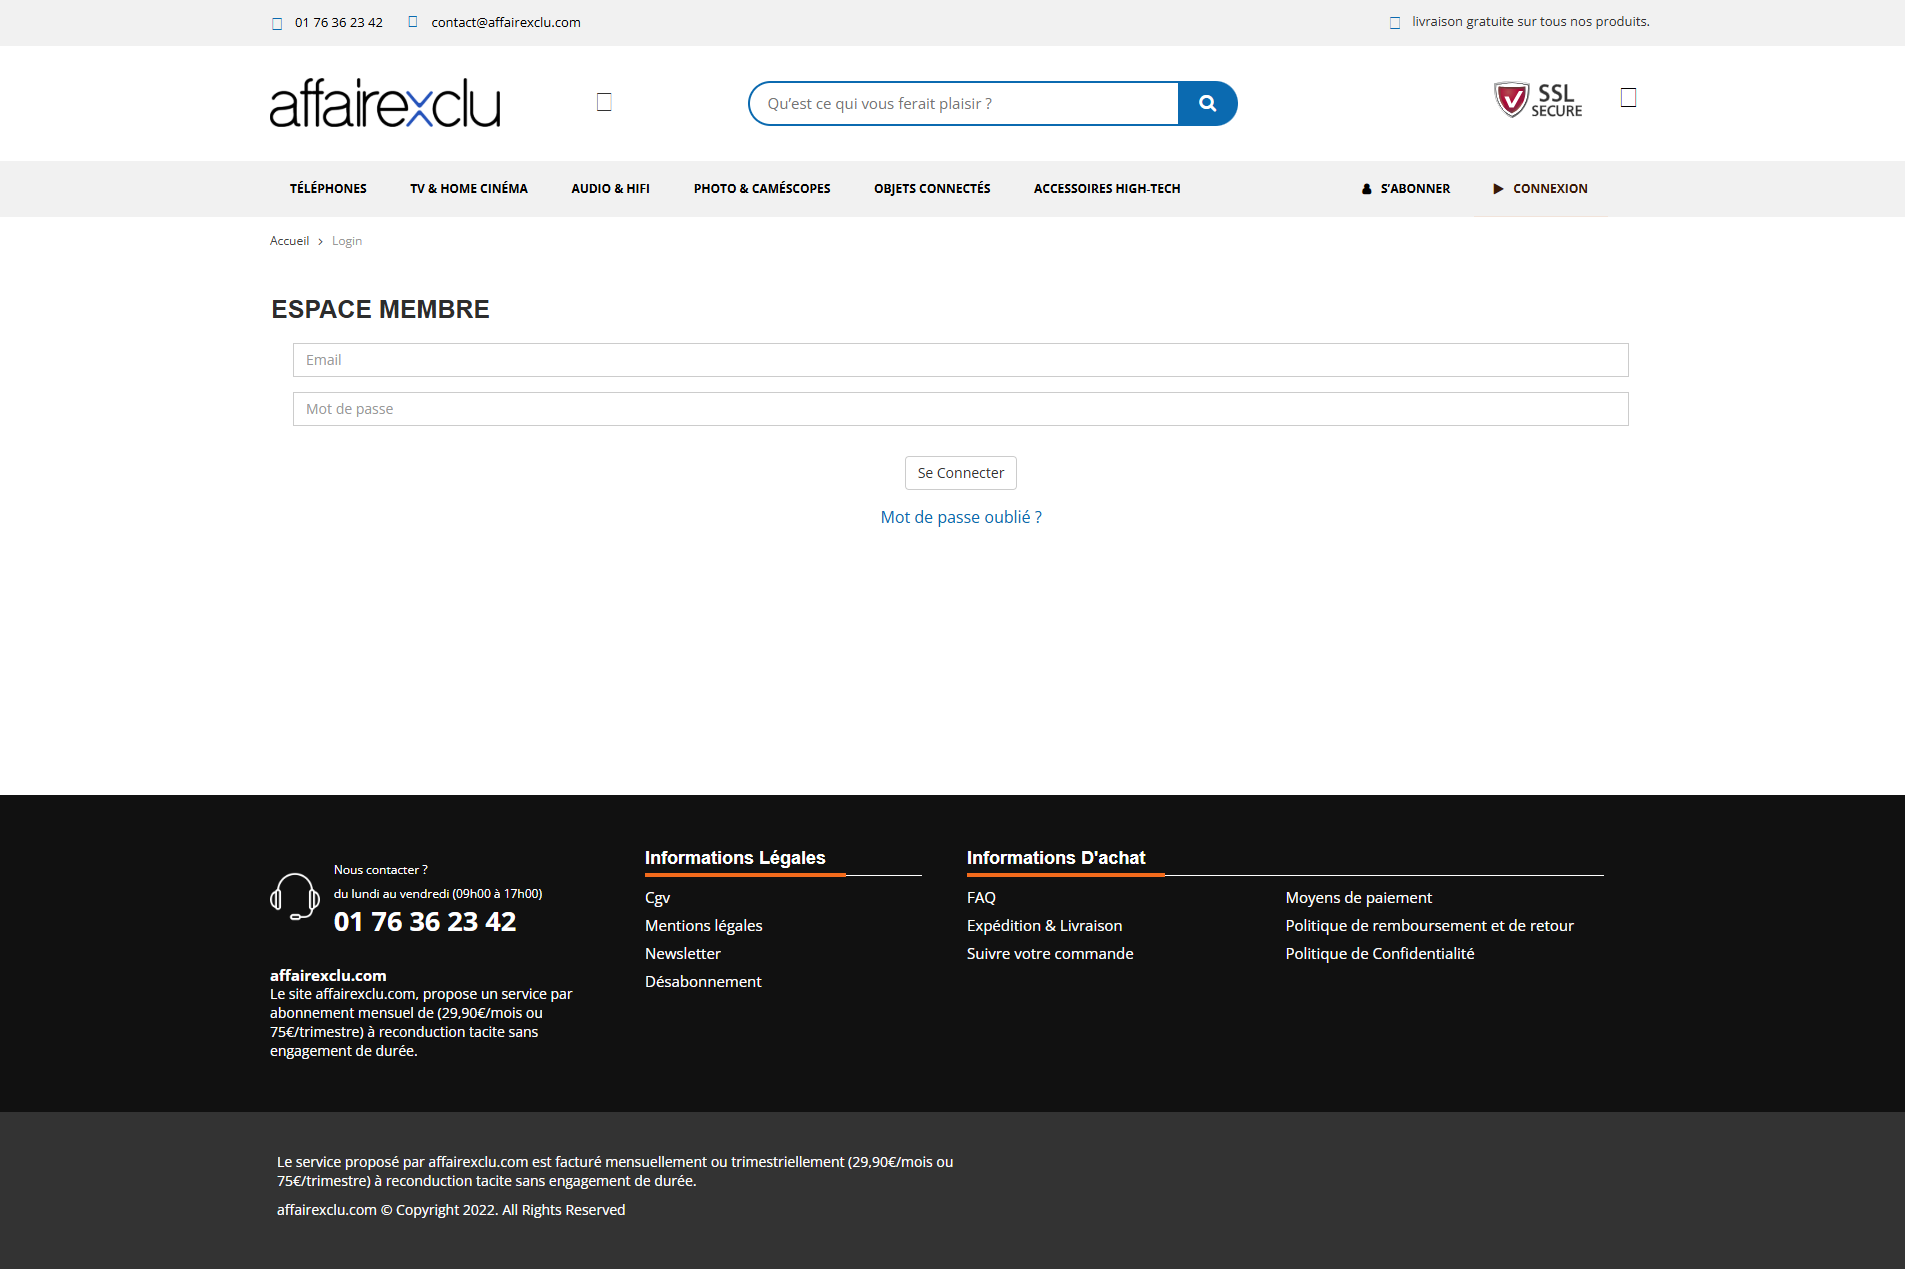 01 76 36 23 42
contact@affairexclu.com
livraison gratuite sur tous nos produits.
affairexclu
Qu’est ce qui vous ferait plaisir ?
SSL
SECURE
TÉLÉPHONES
TV & HOME CINÉMA
AUDIO & HIFI
PHOTO & CAMÉSCOPES
OBJETS CONNECTÉS
ACCESSOIRES HIGH-TECH
S’ABONNER
CONNEXION
Accueil > Login
ESPACE MEMBRE
Email
Mot de passe
Se Connecter
Mot de passe oublié ?
Nous contacter ?
du lundi au vendredi (09h00 à 17h00)
01 76 36 23 42
affairexclu.com
Le site affairexclu.com, propose un service par
abonnement mensuel de (29,90€/mois ou
75€/trimestre) à reconduction tacite sans
engagement de durée.
Informations Légales
Cgv
Mentions légales
Newsletter
Désabonnement
Informations D'achat
FAQ
Expédition & Livraison
Suivre votre commande
Moyens de paiement
Politique de remboursement et de retour
Politique de Confidentialité
Le service proposé par affairexclu.com est facturé mensuellement ou trimestriellement (29,90€/mois ou
75€/trimestre) à reconduction tacite sans engagement de durée.
affairexclu.com © Copyright 2022. All Rights Reserved